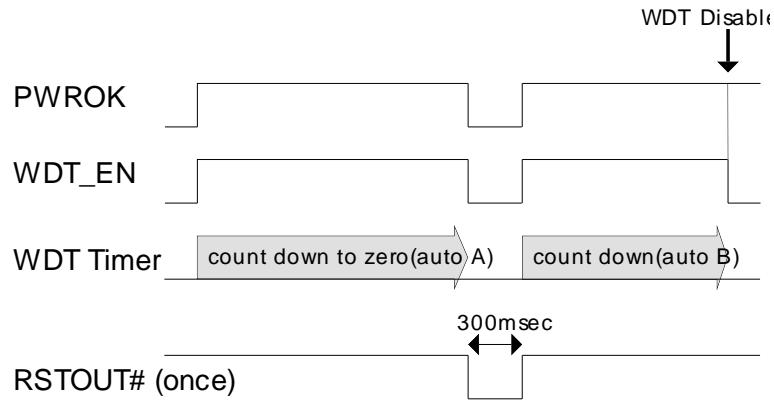 WDT Disable
PWROK
WDT_EN
WDT Timer
count down to zero(auto A)
count down(auto B)
300msec
RSTOUT# (once)